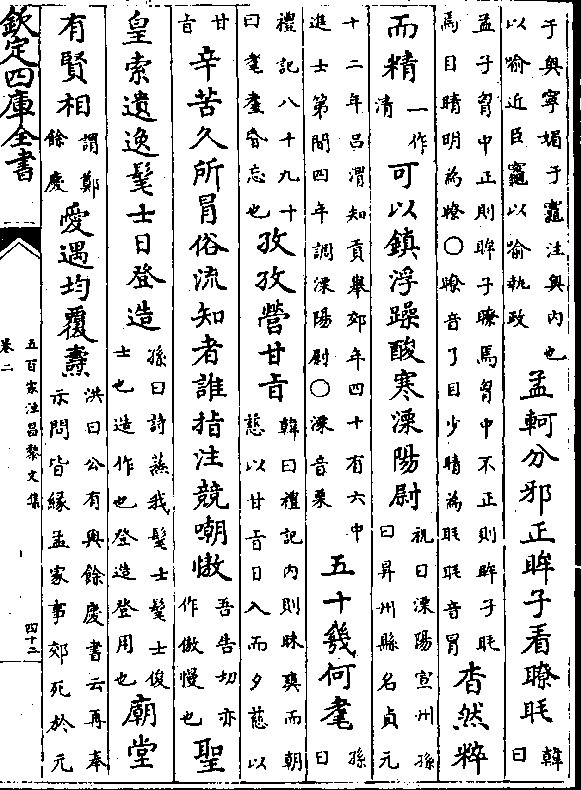 于奥寧媚于竈注奥内也
以喻近臣竈以喻執政
孟軻分邪正眸子看瞭眊
韓曰
孟子胷中正則眸子瞭焉胷中不正則眸子眊
焉目睛明為瞭○瞭音了目少睛為眊眊音冒
杳然粹
而精
一作
清
可以鎮浮躁酸寒溧陽尉
祝曰溧陽宣州孫
曰昇州縣名貞元
十二年吕渭知貢舉郊年四十有六中
進士第間四年調溧陽尉○溧音栗
五十幾何耄
孫曰
禮記八十九十
曰耄耄昏忘也
孜孜營甘旨
韓曰禮記内則昧爽而朝
慈以甘旨日入而夕慈以
甘旨
辛苦久所冒俗流知者誰指注競嘲慠
吾告切亦
作傲慢也
聖
皇索遺逸髦士日登造
孫曰詩烝我髦士髦士俊
士也造作也登造登用也
廟堂
有賢相
謂鄭
餘慶
愛遇均覆燾
洪曰公有與餘慶書云再奉
示問皆縁孟家事郊死於元
欽定四庫全書
五百家注昌黎文集
卷二
四十二